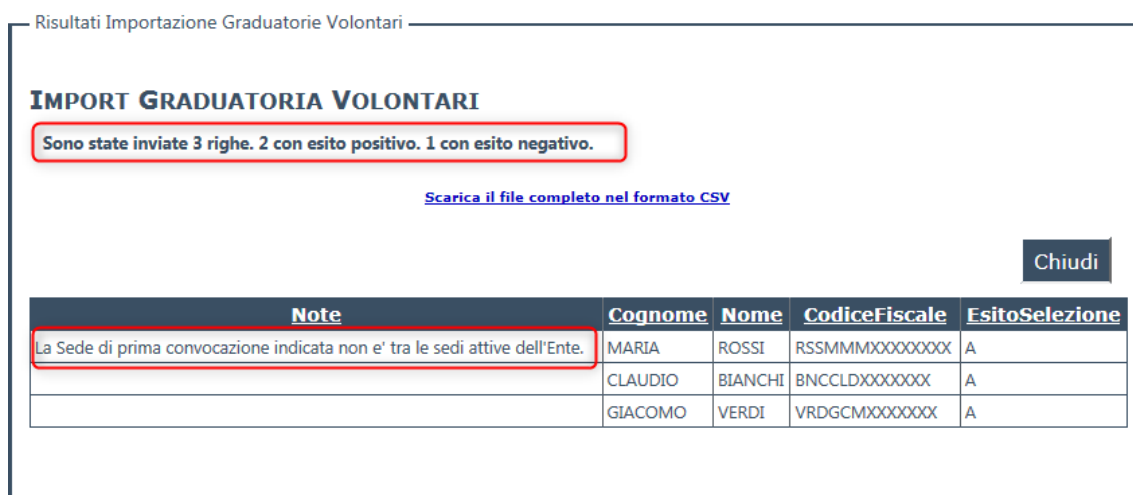 Risultati Importazione Graduatorie Volontari
IMPORT GRADUATORIA VOLONTARI
Sono state inviate 3 righe. 2 con esito positivo. 1 con esito negativo.
Scarica il file completo nel formato CSV
Chiudi
Note Cognome Nome CodiceFiscale EsitoSelezione
La Sede di prima convocazione indicata non e' tra le sedi attive dell'Ente. MARIA ROSSI RSSMMMXXXXXXXX A
CLAUDIO BIANCHI BNCCLDXXXXXXX A
GIACOMO VERDI VRDGCMXXXXXXX A